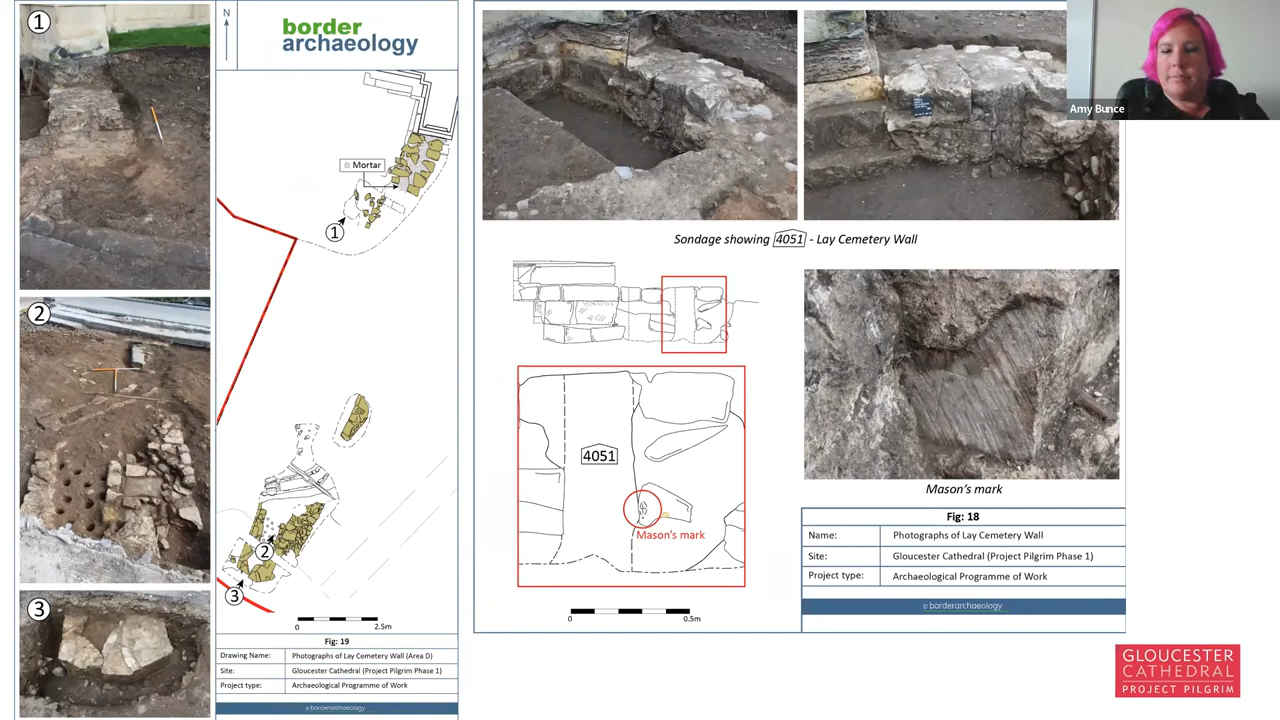 1
N
border
archaeology
Mortar
1
2
2
3
3
0
2.5m
Fig: 19
Drawing Name: Photographs of Lay Cemetery Wall (Area D)
Site: Gloucester Cathedral (Project Pilgrim Phase 1)
Project type: Archaeological Programme of Work
© borderarchaeology
Amy Bunce
Sondage showing 4051 - Lay Cemetery Wall
4051
Mason's mark
0
0.5m
Mason's mark
Fig: 18
Name: Photographs of Lay Cemetery Wall
Site: Gloucester Cathedral (Project Pilgrim Phase 1)
Project type: Archaeological Programme of Work
© borderarchaeology
GLOUCESTER
CATHEDRAL
PROJECT PILGRIM